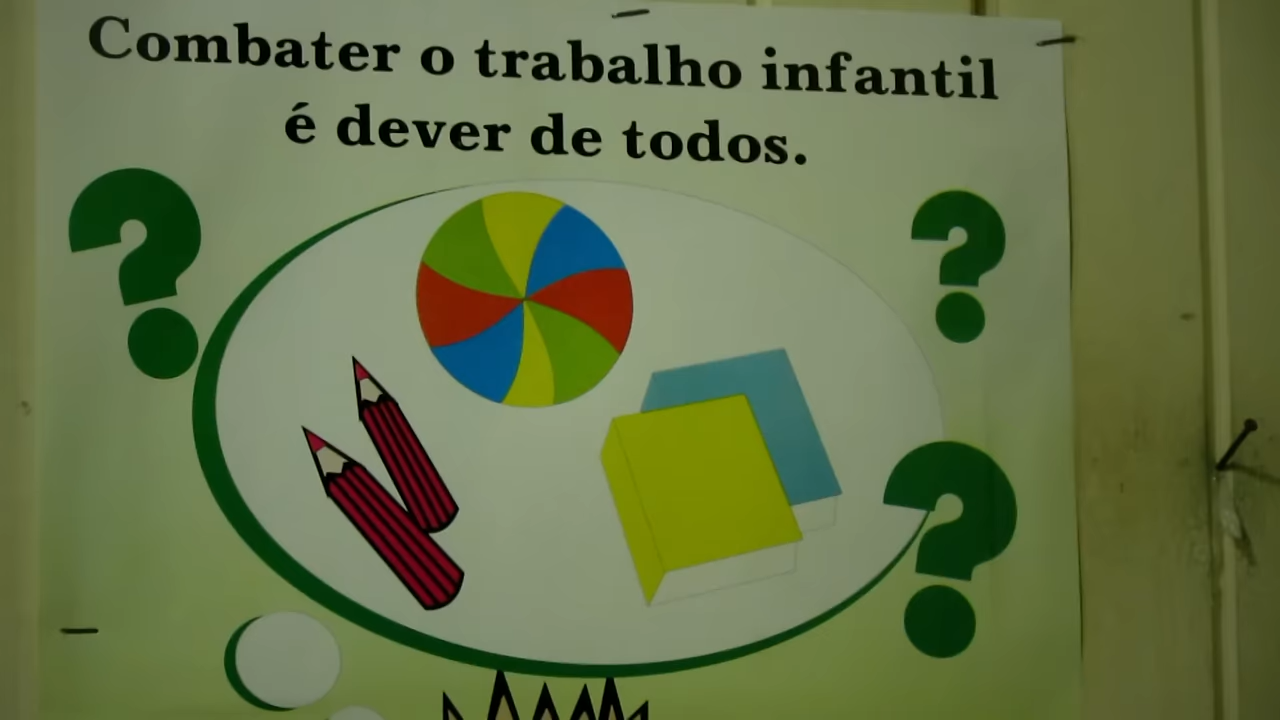 Combater o trabalho infantil
é dever de todos.
? ?
?